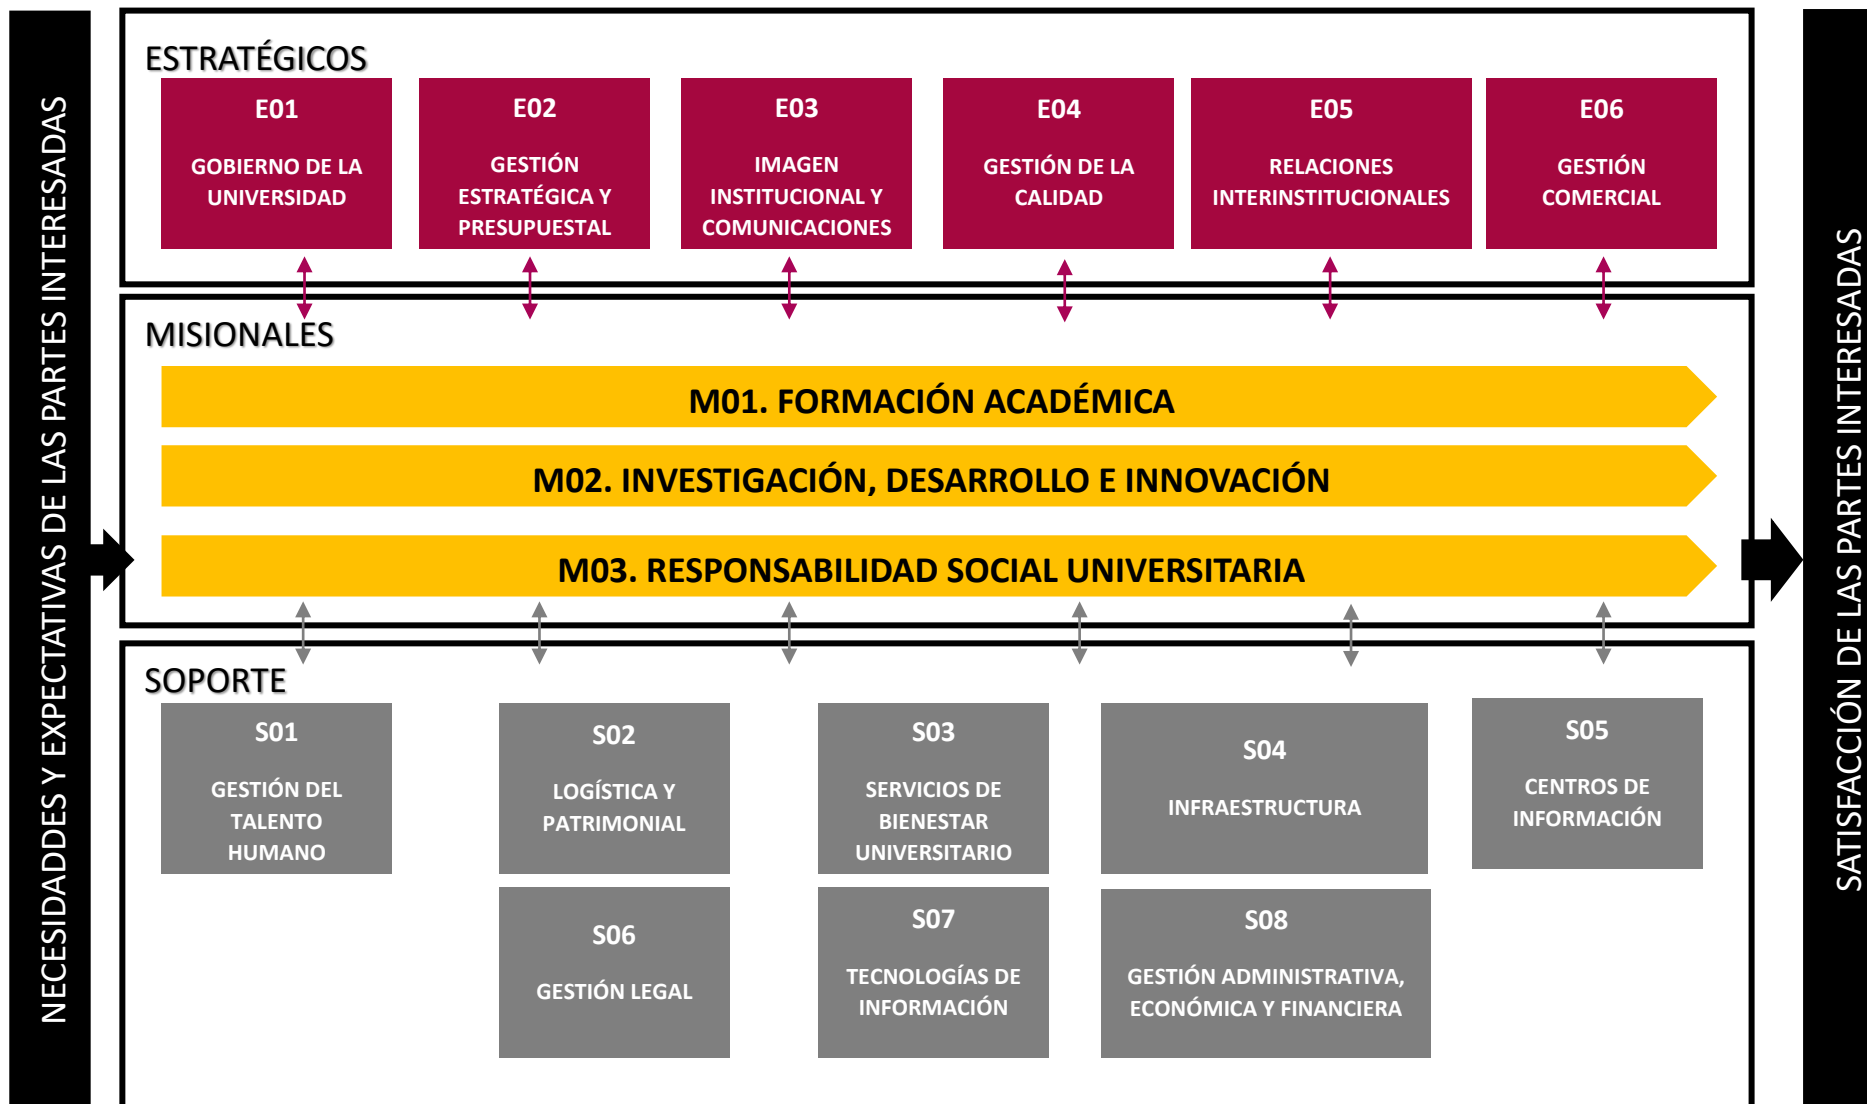 NECESIDADDES Y EXPECTATIVAS DE LAS PARTES INTERESADAS
ESTRATÉGICOS
E01
GOBIERNO DE LA
UNIVERSIDAD
E02
GESTIÓN
ESTRATÉGICA Y
PRESUPUESTAL
E03
IMAGEN
INSTITUCIONAL Y
COMUNICACIONES
E04
GESTIÓN DE LA
CALIDAD
E05
RELACIONES
INTERINSTITUCIONALES
E06
GESTIÓN
COMERCIAL
MISIONALES
M01. FORMACIÓN ACADÉMICA
M02. INVESTIGACIÓN, DESARROLLO E INNOVACIÓN
M03. RESPONSABILIDAD SOCIAL UNIVERSITARIA
SOPORTE
S01
GESTIÓN DEL
TALENTO
HUMANO
S02
LOGÍSTICA Y
PATRIMONIAL
S03
SERVICIOS DE
BIENESTAR
UNIVERSITARIO
S04
INFRAESTRUCTURA
S05
CENTROS DE
INFORMACIÓN
S06
GESTIÓN LEGAL
S07
TECNOLOGÍAS DE
INFORMACIÓN
S08
GESTIÓN ADMINISTRATIVA,
ECONÓMICA Y FINANCIERA
SATISFACCIÓN DE LAS PARTES INTERESADAS